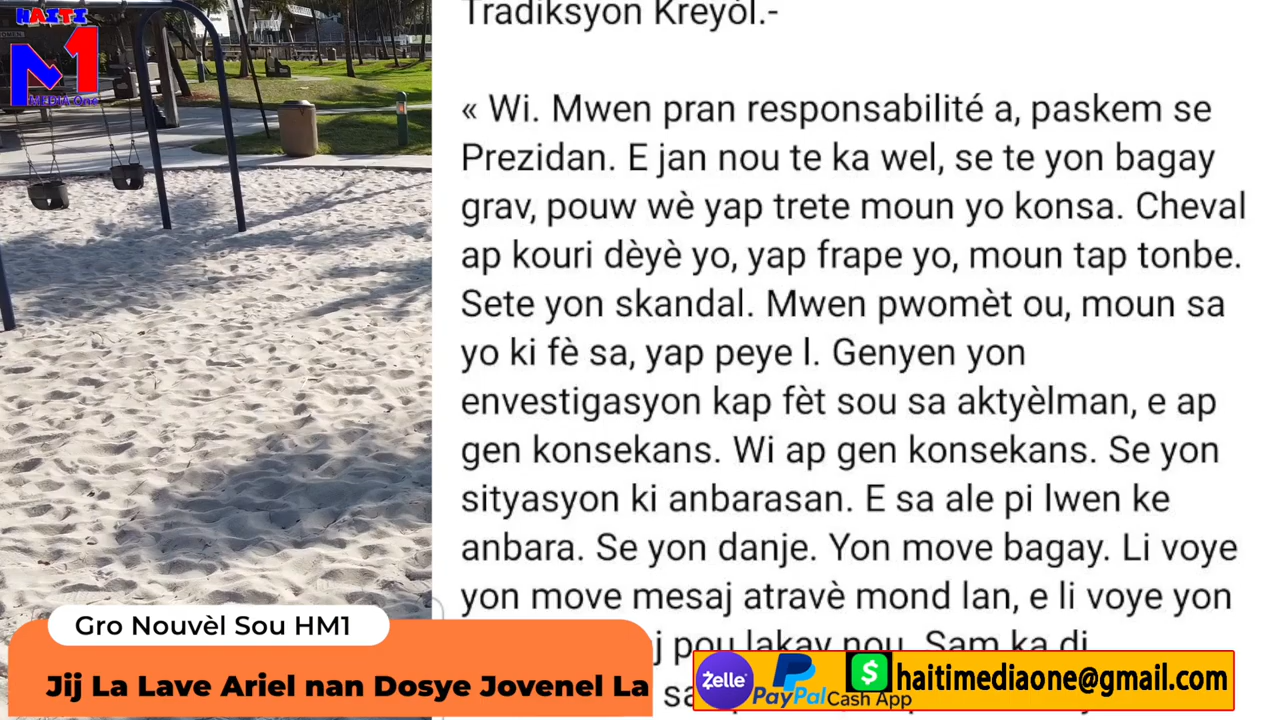 HAITI
M1
MEDIA One
Tradiksyon Kreyòl.-
« Wi. Mwen pran responsabilité a, paskem se
Prezidan. E jan nou te ka wel, se te yon bagay
grav, pouw wè yap trete moun yo konsa. Cheval
ap kouri dèyè yo, yap frape yo, moun tap tonbe.
Sete yon skandal. Mwen pwomèt ou, moun sa
yo ki fè sa, yap peye l. Genyen yon
envestigasyon kap fèt sou sa aktyèlman, e ap
gen konsekans. Wi ap gen konsekans. Se yon
sityasyon ki anbarasan. E sa ale pi lwen ke
anbara. Se yon danje. Yon move bagay. Li voye
yon move mesaj atravè mond lan, e li voye yon
pou lakay nou. Sam ka di
Gro Nouvèl Sou HM1
Jij La Lave Ariel nan Dosye Jovenel La
Zelle
PayPal
$
Cash App
haitimediaone@gmail.com